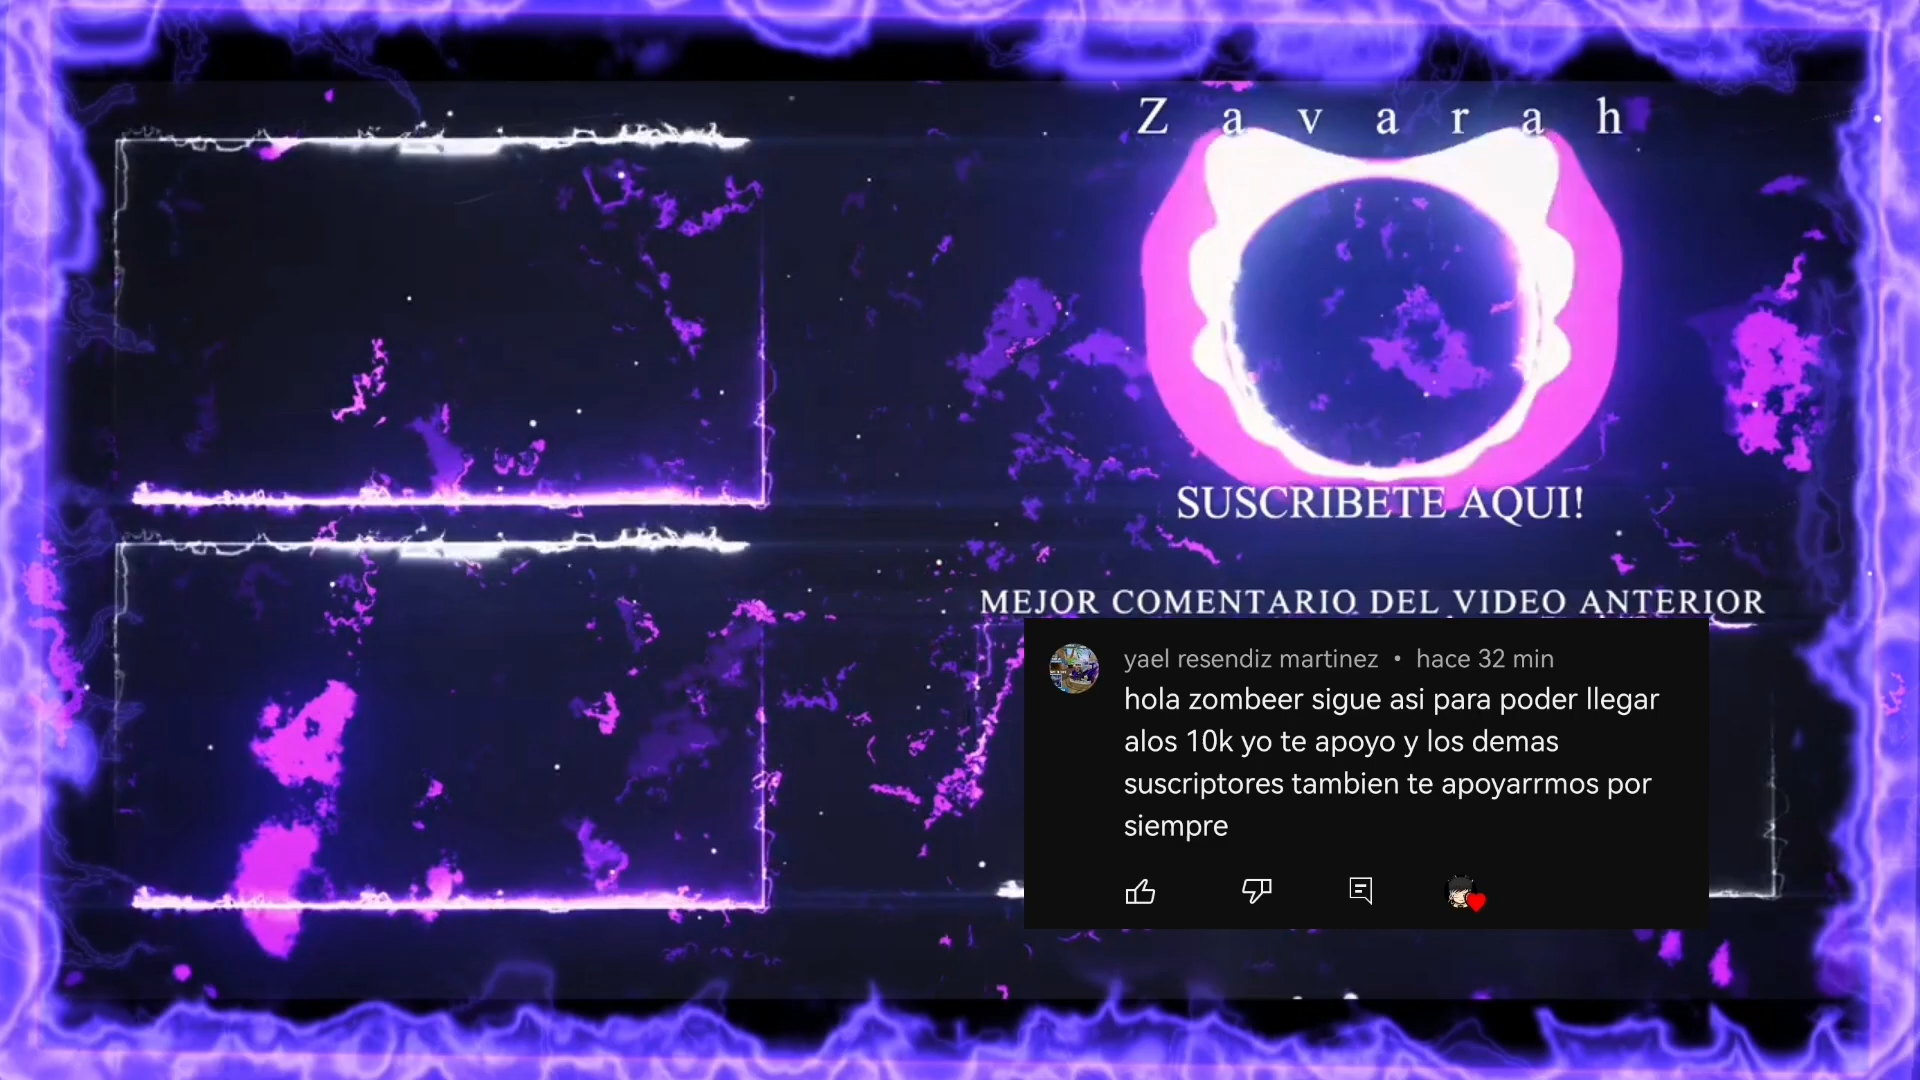 Zavarah
SUSCRIBETE AQUI!
MEJOR COMENTARIO DEL VIDEO ANTERIOR
yael resendiz martinez • hace 32 min
hola zombeer sigue asi para poder llegar
alos 10k yo te apoyo y los demas
suscriptores tambien te apoyarrmos por
siempre